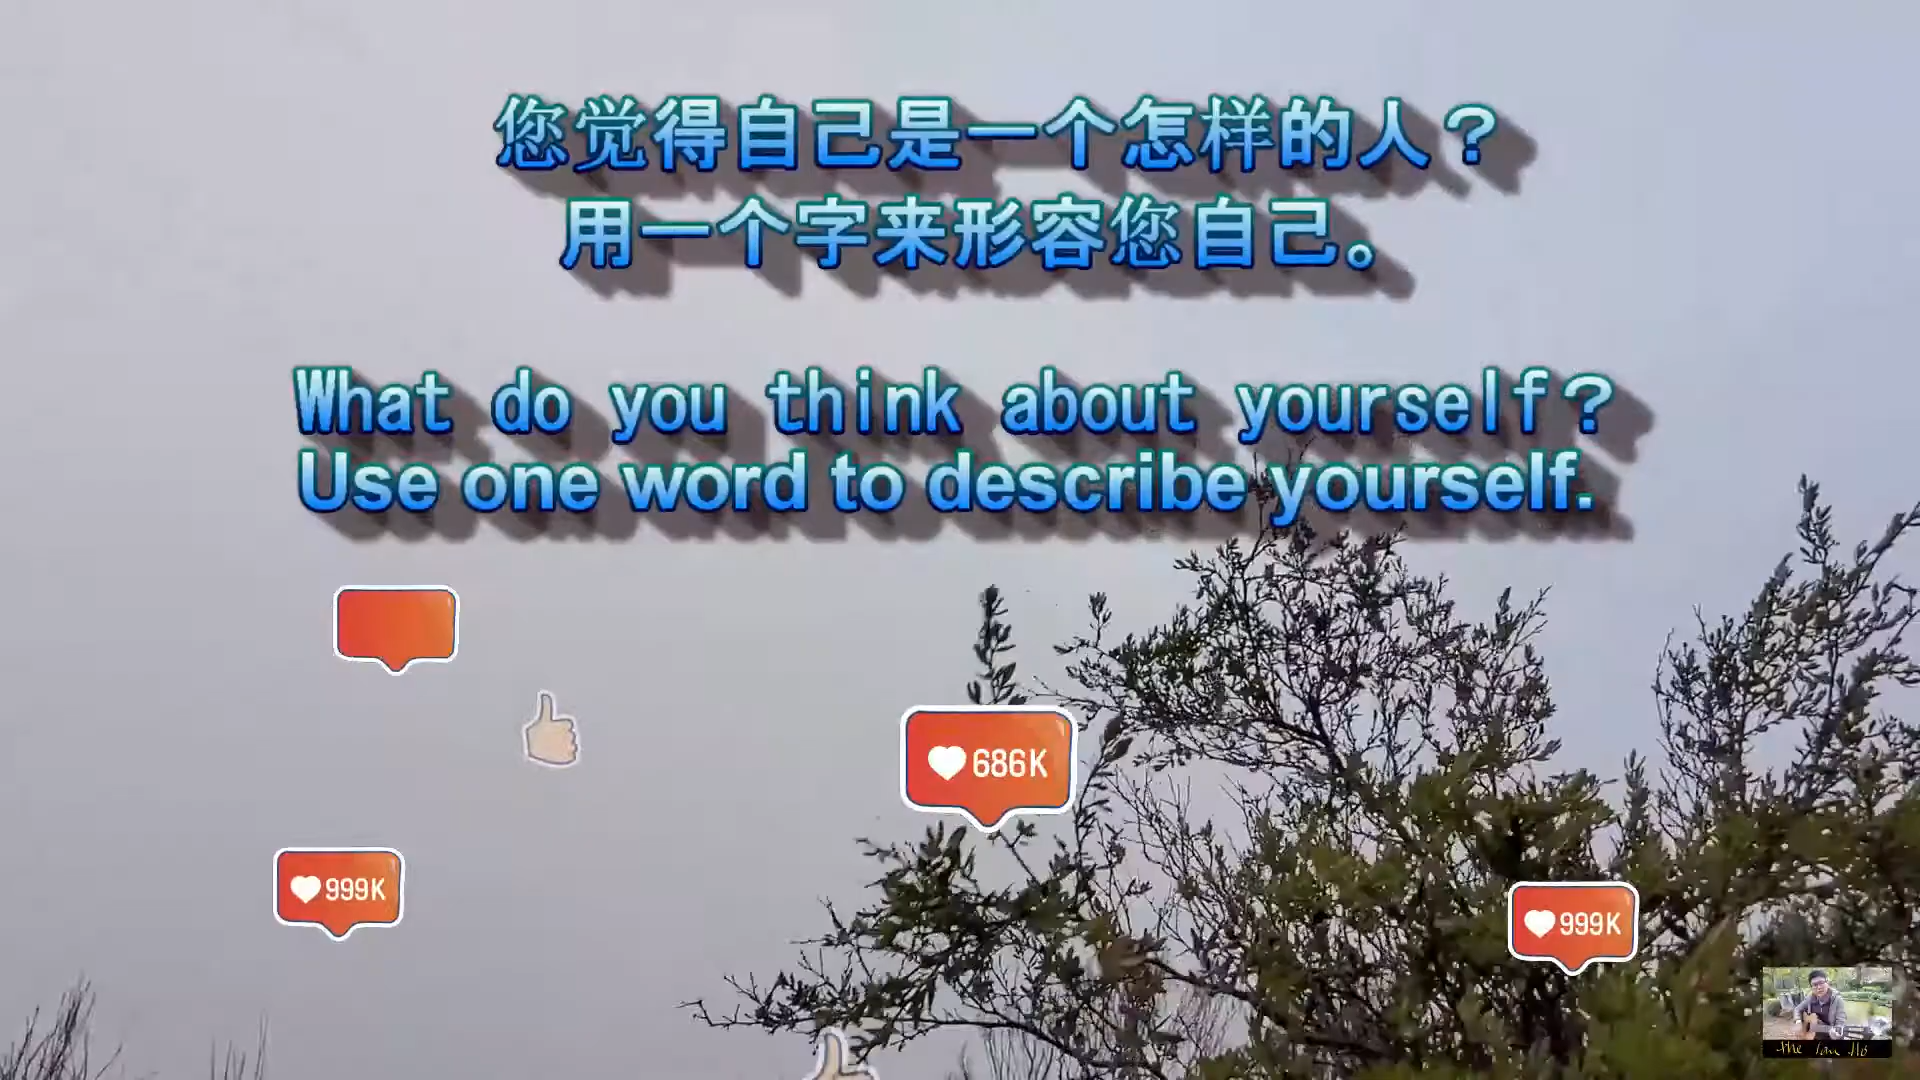 您觉得自己是一个怎样的人？
用一个字来形容您自己。
What do you think about yourself?
Use one word to describe yourself.
686K
999K
999K